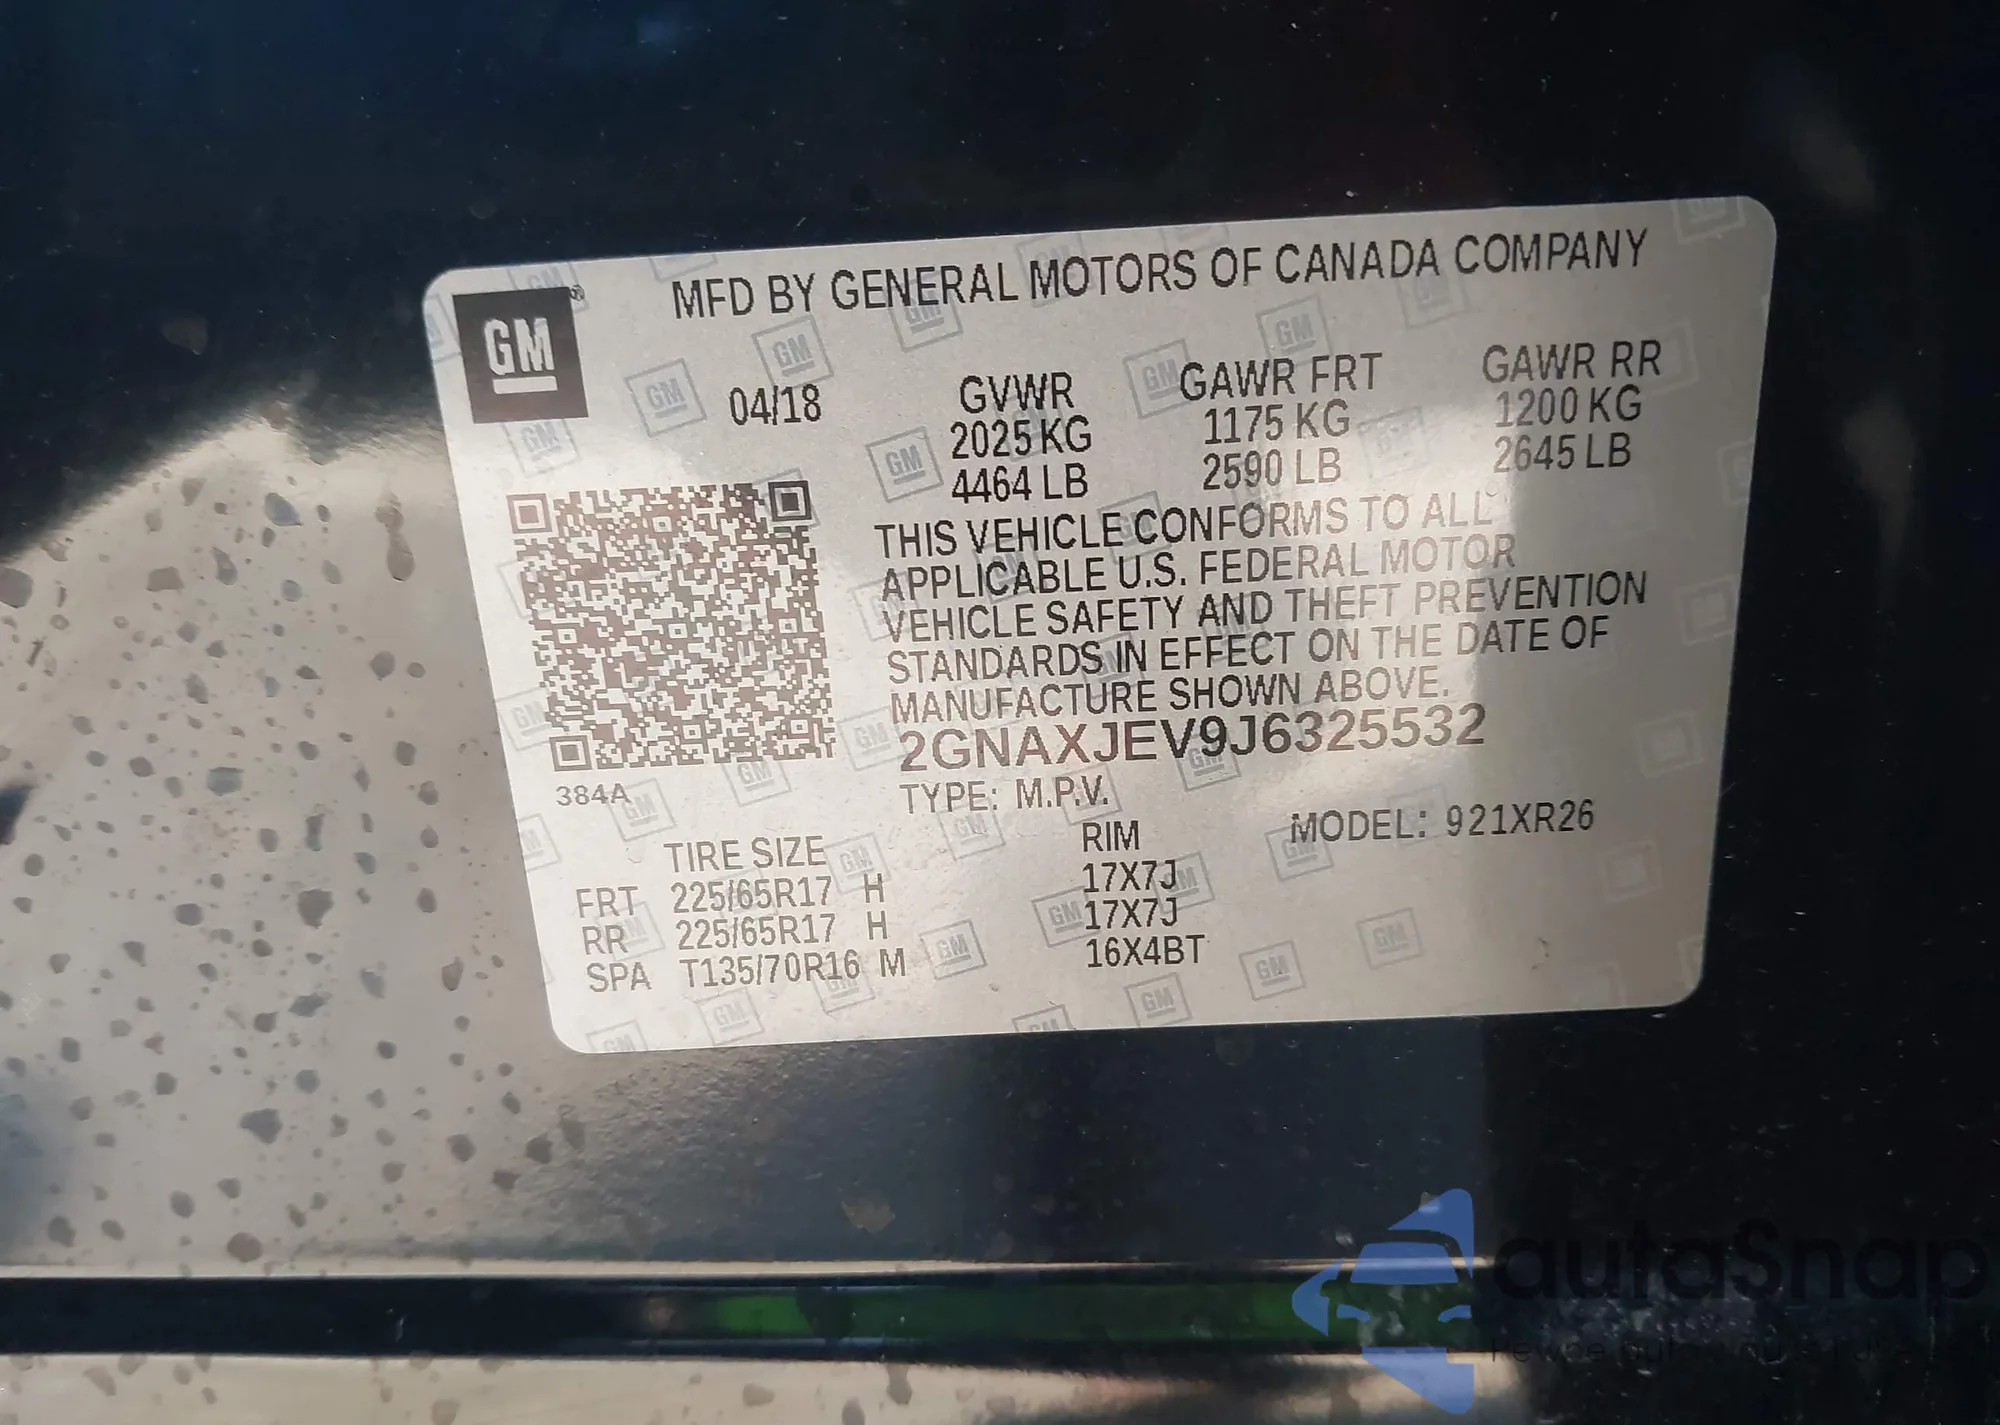 GM®
MFD BY GENERAL MOTORS OF CANADA COMPANY
04/18
GVWR
2025 KG
4464 LB
GAWR FRT
1175 KG
2590 LB
GAWR RR
1200 KG
2645 LB
THIS VEHICLE CONFORMS TO ALL
APPLICABLE U.S. FEDERAL MOTOR
VEHICLE SAFETY AND THEFT PREVENTION
STANDARDS IN EFFECT ON THE DATE OF
MANUFACTURE SHOWN ABOVE.
2GNAXJEV9J6325532
384A
TYPE: M.P.V.
MODEL: 921XR26
TIRE SIZE RIM
FRT 225/65R17 H 17X7J
RR 225/65R17 H 17X7J
SPA T135/70R16 M 16X4BT
autaSnap